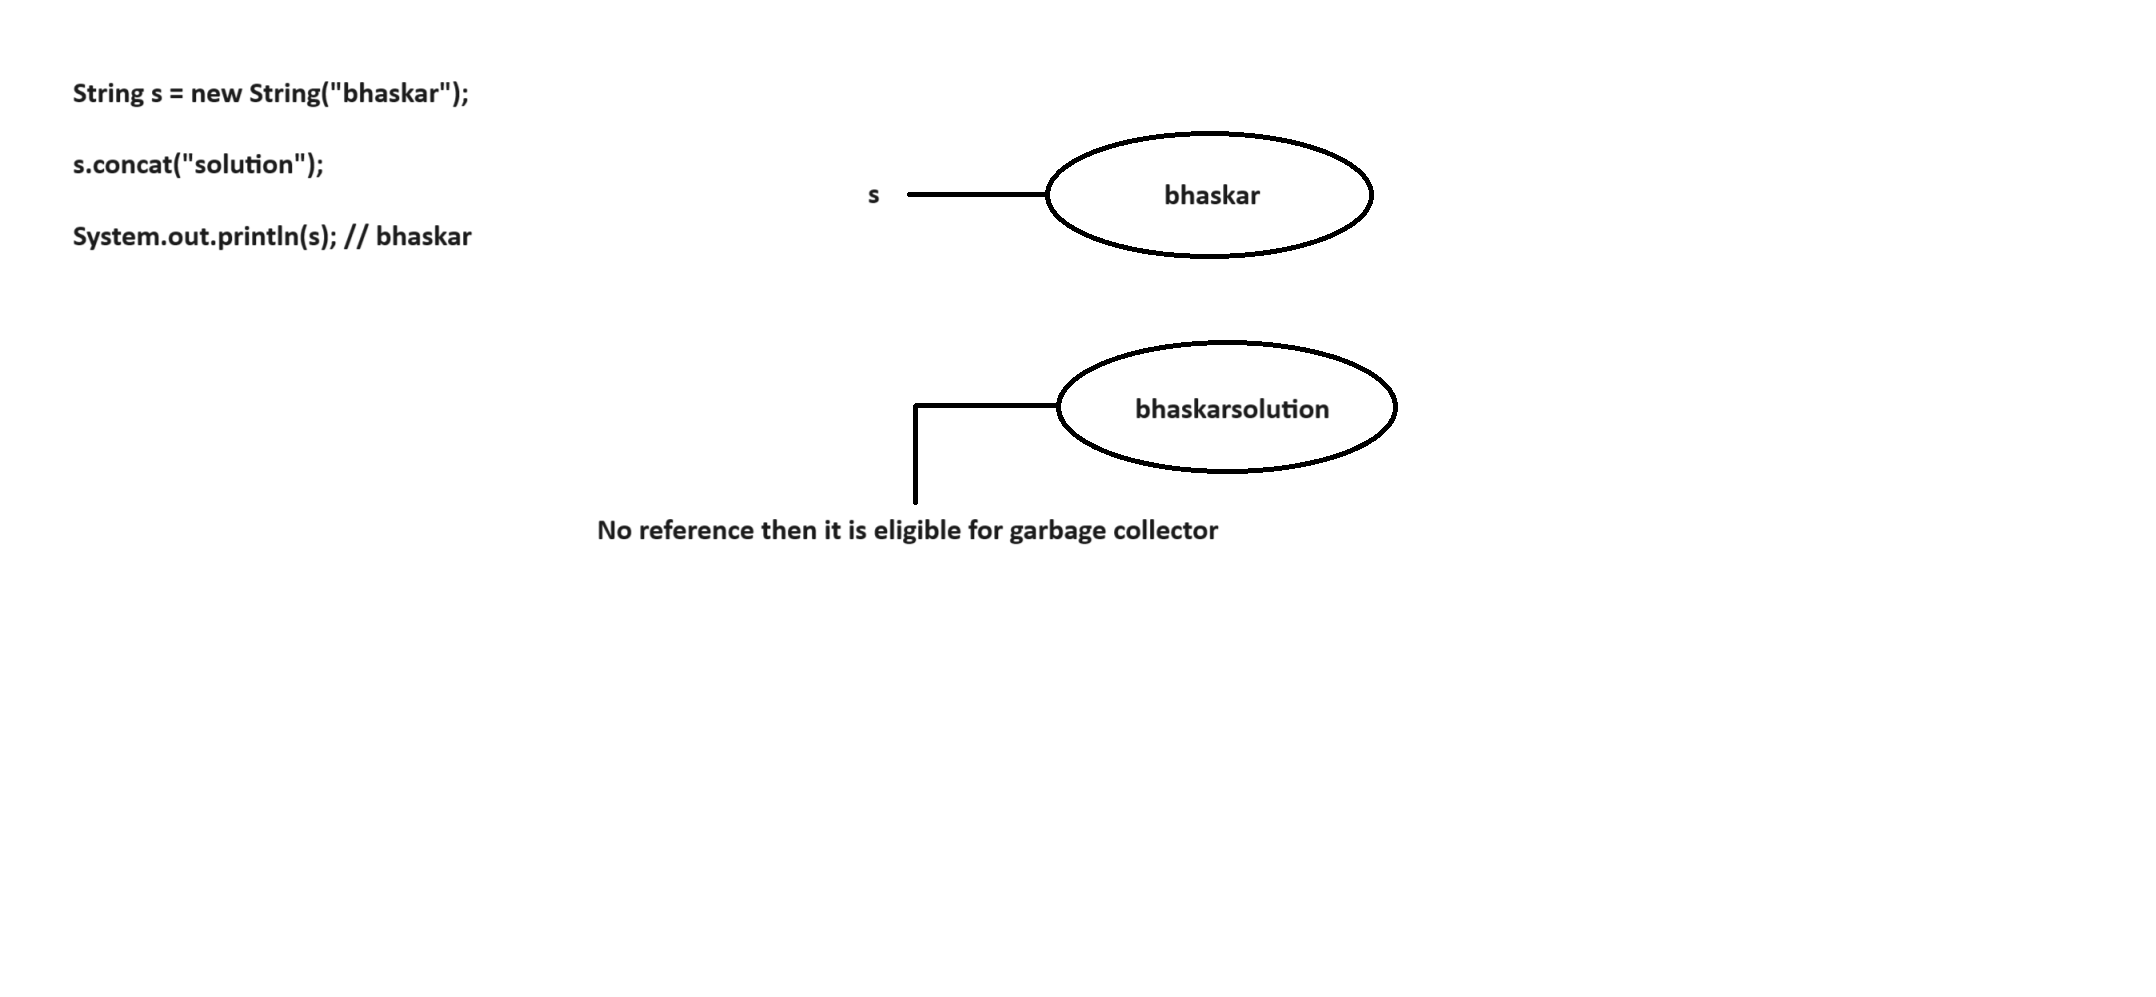 String s = new String("bhaskar");
s.concat("solution");
System.out.println(s); // bhaskar
s
bhaskar
bhaskarsolution
No reference then it is eligible for garbage collector